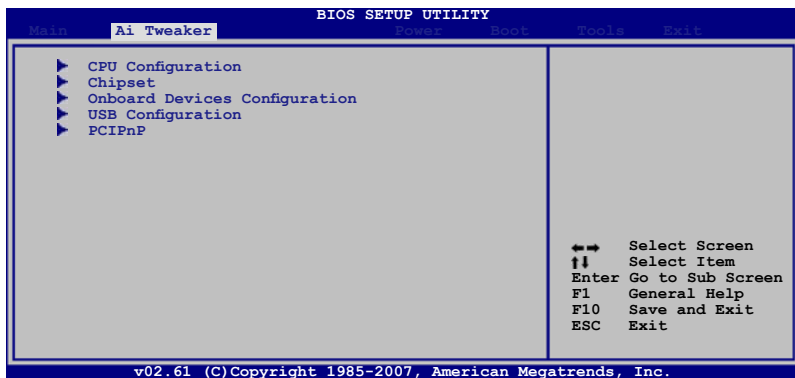 BIOS SETUP UTILITY
Main Ai Tweaker Power Boot Tools Exit
CPU Configuration
Chipset
Onboard Devices Configuration
USB Configuration
PCIPnP
Select Screen
Select Item
Enter Go to Sub Screen
F1 General Help
F10 Save and Exit
ESC Exit
v02.61 (C)Copyright 1985-2007, American Megatrends, Inc.